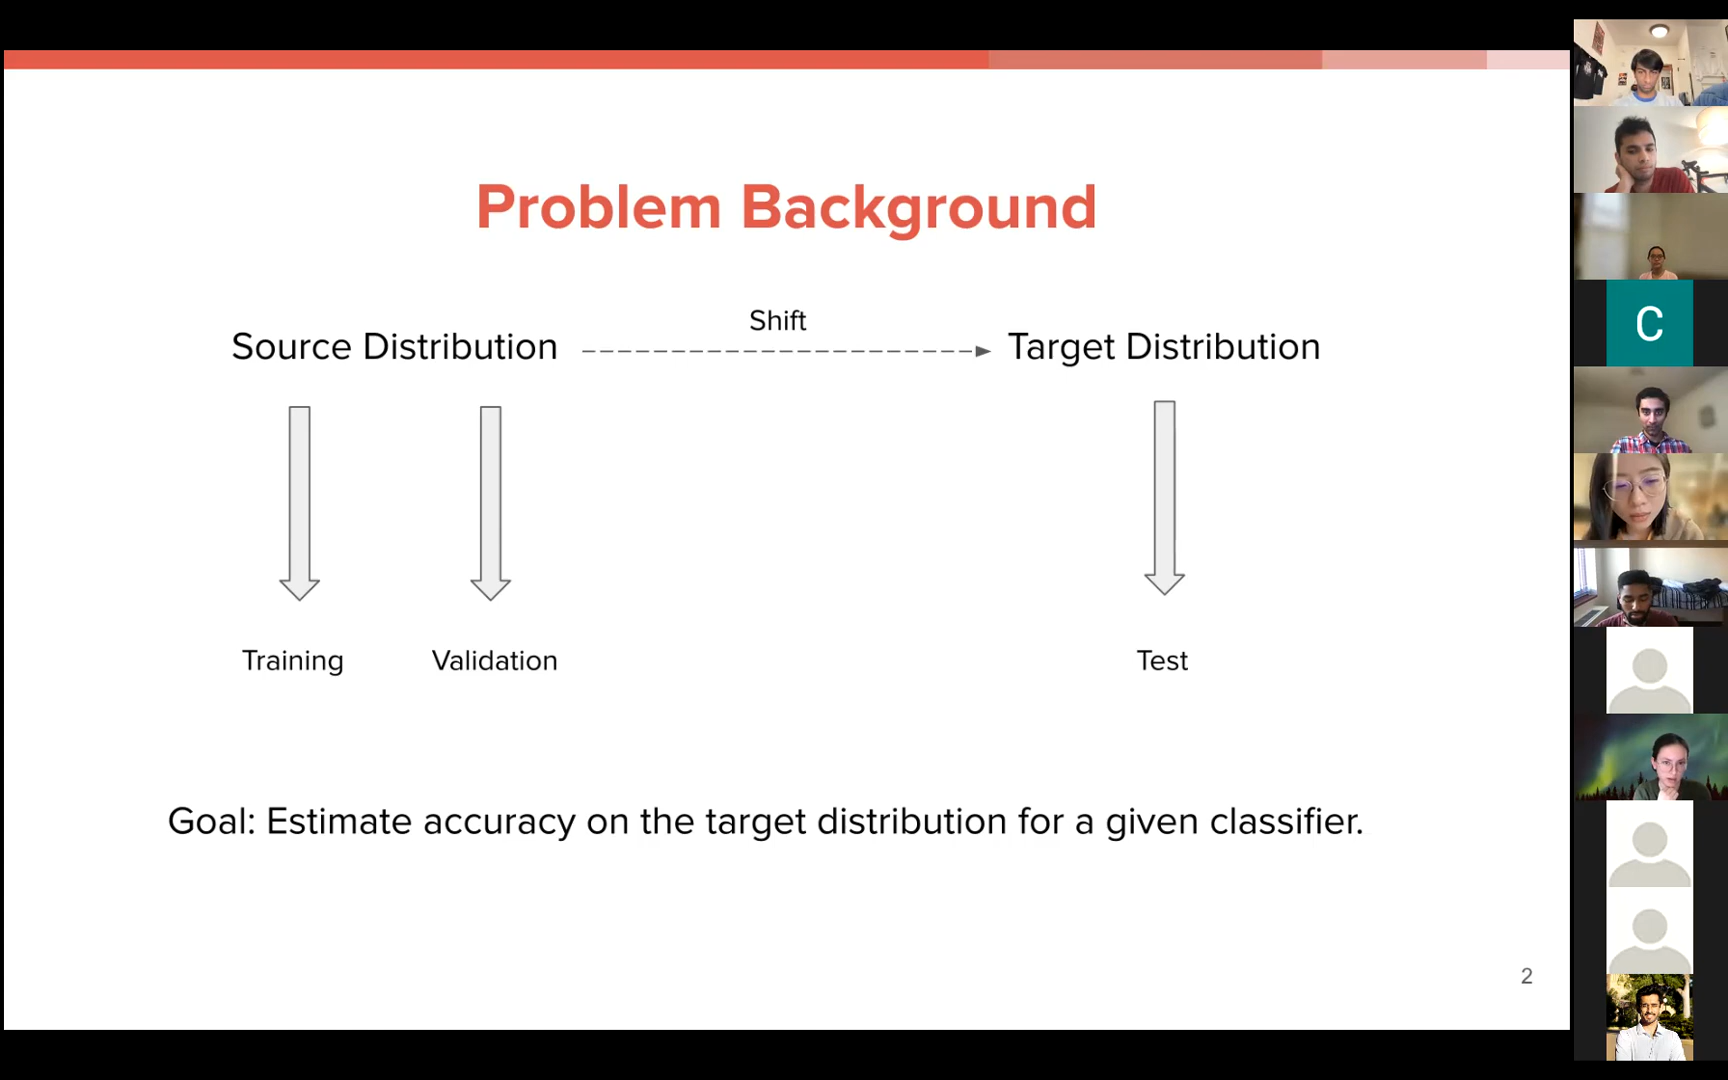 Problem Background
Shift
Source Distribution
Target Distribution
Training
Validation
Test
Goal: Estimate accuracy on the target distribution for a given classifier.
2
C